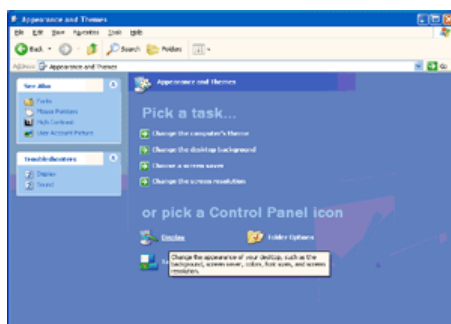 Appearance and Themes
File Edit View Favorites Tools Help
Back Search Folders
Address Appearance and Themes Go
See Also
Fonts
Mouse Pointers
High Contrast
User Account Picture
Troubleshooters
Display
Sound
Appearance and Themes
Pick a task...
Change the computer's theme
Change the desktop background
Choose a screen saver
Change the screen resolution
or pick a Control Panel icon
Display
Folder Options
Change the appearance of your desktop, such as the
background, screen saver, colors, font sizes, and screen
resolution.